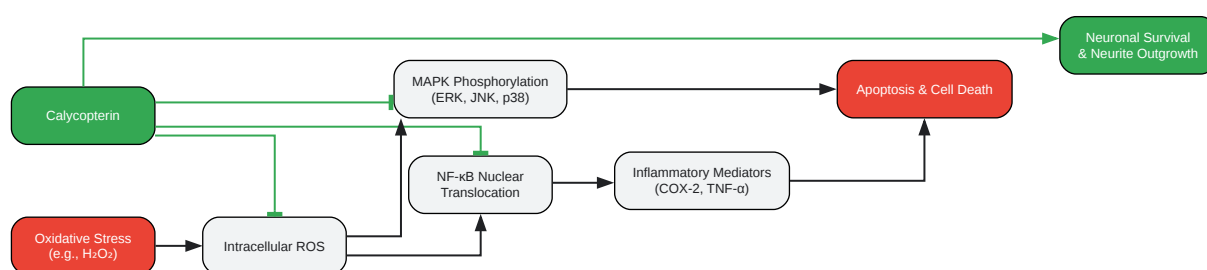 Neuronal Survival
& Neurite Outgrowth
MAPK Phosphorylation
(ERK, JNK, p38)
Apoptosis & Cell Death
Calycopterin
NF-κB Nuclear
Translocation
Inflammatory Mediators
(COX-2, TNF-α)
Oxidative Stress
(e.g., H₂O₂)
Intracellular ROS